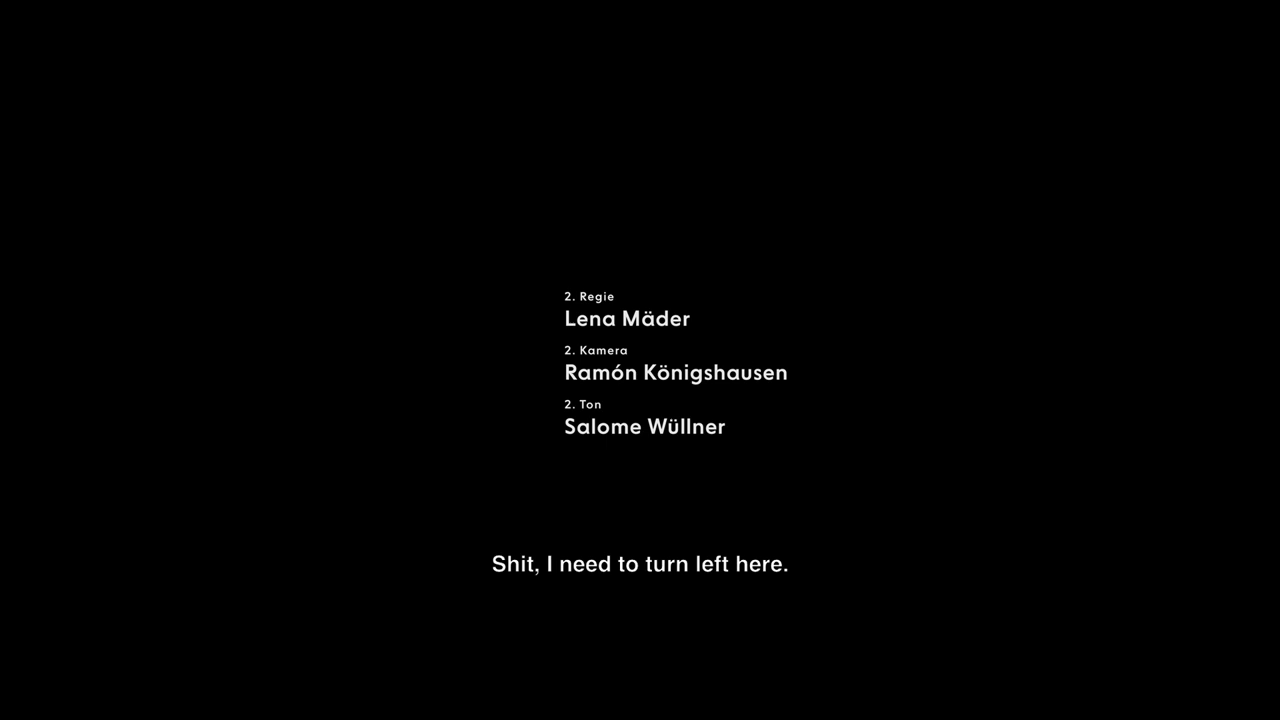 2. Regie
Lena Mäder
2. Kamera
Ramón Königshausen
2. Ton
Salome Wüllner
Shit, I need to turn left here.